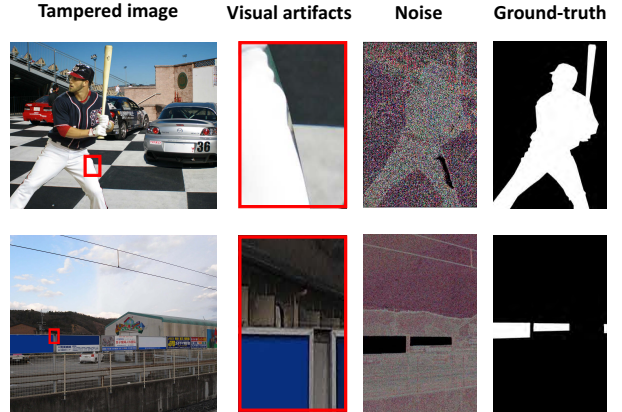 Tampered image
Visual artifacts
Noise
Ground-truth
36